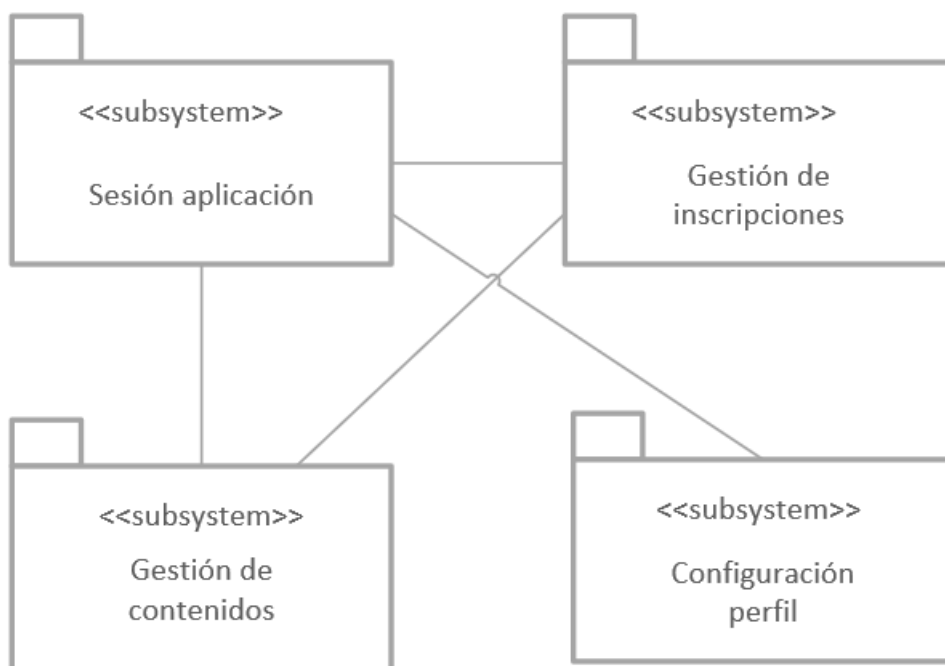 <<subsystem>>
Sesión aplicación
<<subsystem>>
Gestión de
inscripciones
<<subsystem>>
Gestión de
contenidos
<<subsystem>>
Configuración
perfil